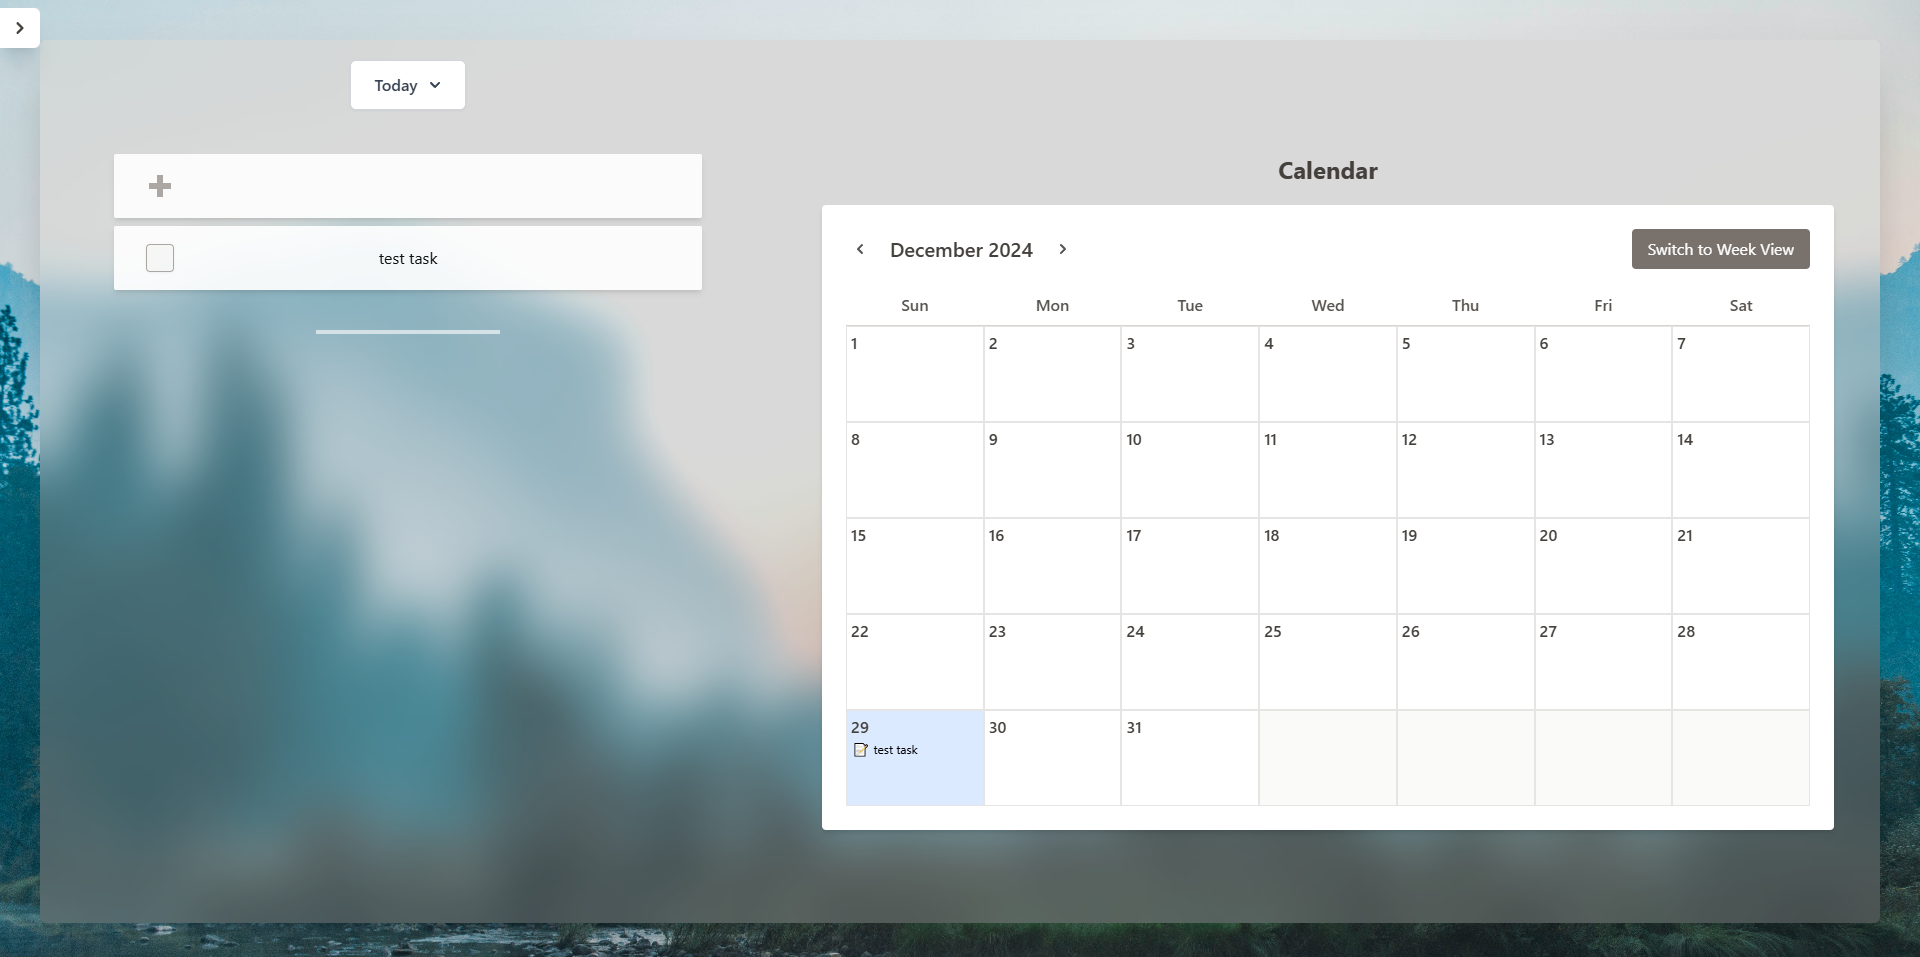 Today
test task
Calendar
December 2024
Switch to Week View
Sun Mon Tue Wed Thu Fri Sat
1 2 3 4 5 6 7
8 9 10 11 12 13 14
15 16 17 18 19 20 21
22 23 24 25 26 27 28
29 30 31
📝 test task